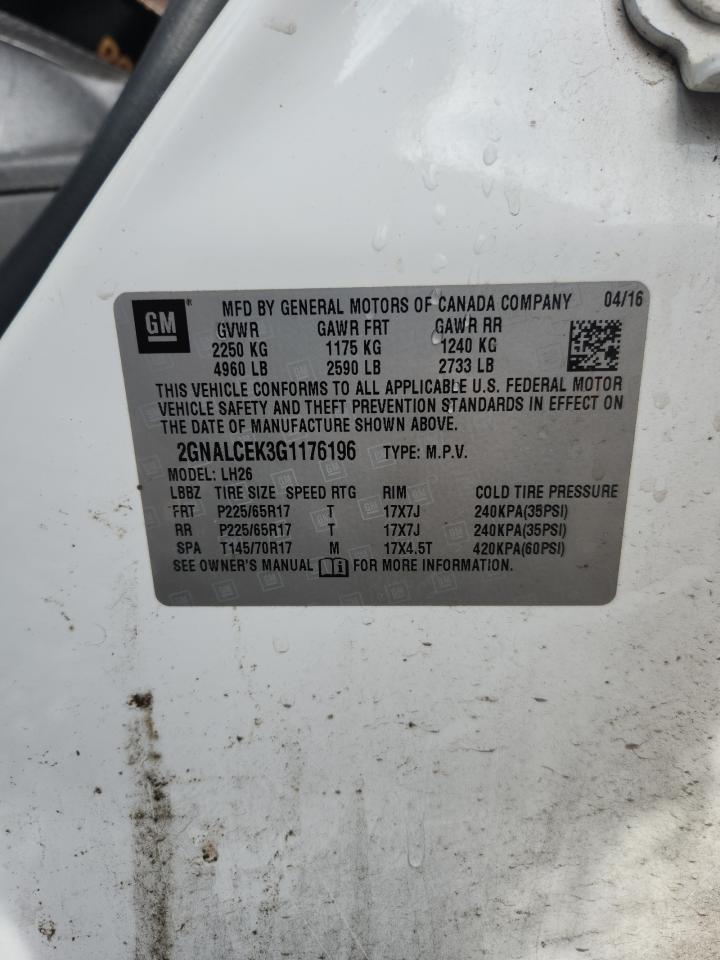 GM ® MFD BY GENERAL MOTORS OF CANADA COMPANY 04/16
GVWR GAWR FRT GAWR RR
2250 KG 1175 KG 1240 KG
4960 LB 2590 LB 2733 LB
THIS VEHICLE CONFORMS TO ALL APPLICABLE U.S. FEDERAL MOTOR
VEHICLE SAFETY AND THEFT PREVENTION STANDARDS IN EFFECT ON
THE DATE OF MANUFACTURE SHOWN ABOVE.
2GNALCEK3G1176196 TYPE: M.P.V.
MODEL: LH26
LBBZ TIRE SIZE SPEED RTG RIM COLD TIRE PRESSURE
FRT P225/65R17 T 17X7J 240KPA(35PSI)
RR P225/65R17 T 17X7J 240KPA(35PSI)
SPA T145/70R17 M 17X4.5T 420KPA(60PSI)
SEE OWNER'S MANUAL FOR MORE INFORMATION.